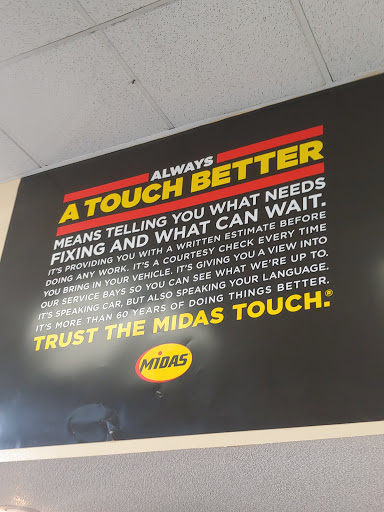 ALWAYS
A TOUCH BETTER
MEANS TELLING YOU WHAT NEEDS
FIXING AND WHAT CAN WAIT.
IT'S PROVIDING YOU WITH A WRITTEN ESTIMATE BEFORE
DOING ANY WORK. IT'S A COURTESY CHECK EVERY TIME
YOU BRING IN YOUR VEHICLE. IT'S GIVING YOU A VIEW INTO
OUR SERVICE BAYS SO YOU CAN SEE WHAT WE'RE UP TO.
IT'S SPEAKING CAR, BUT ALSO SPEAKING YOUR LANGUAGE.
IT'S MORE THAN 60 YEARS OF DOING THINGS BETTER.
TRUST THE MIDAS TOUCH.®
MIDAS